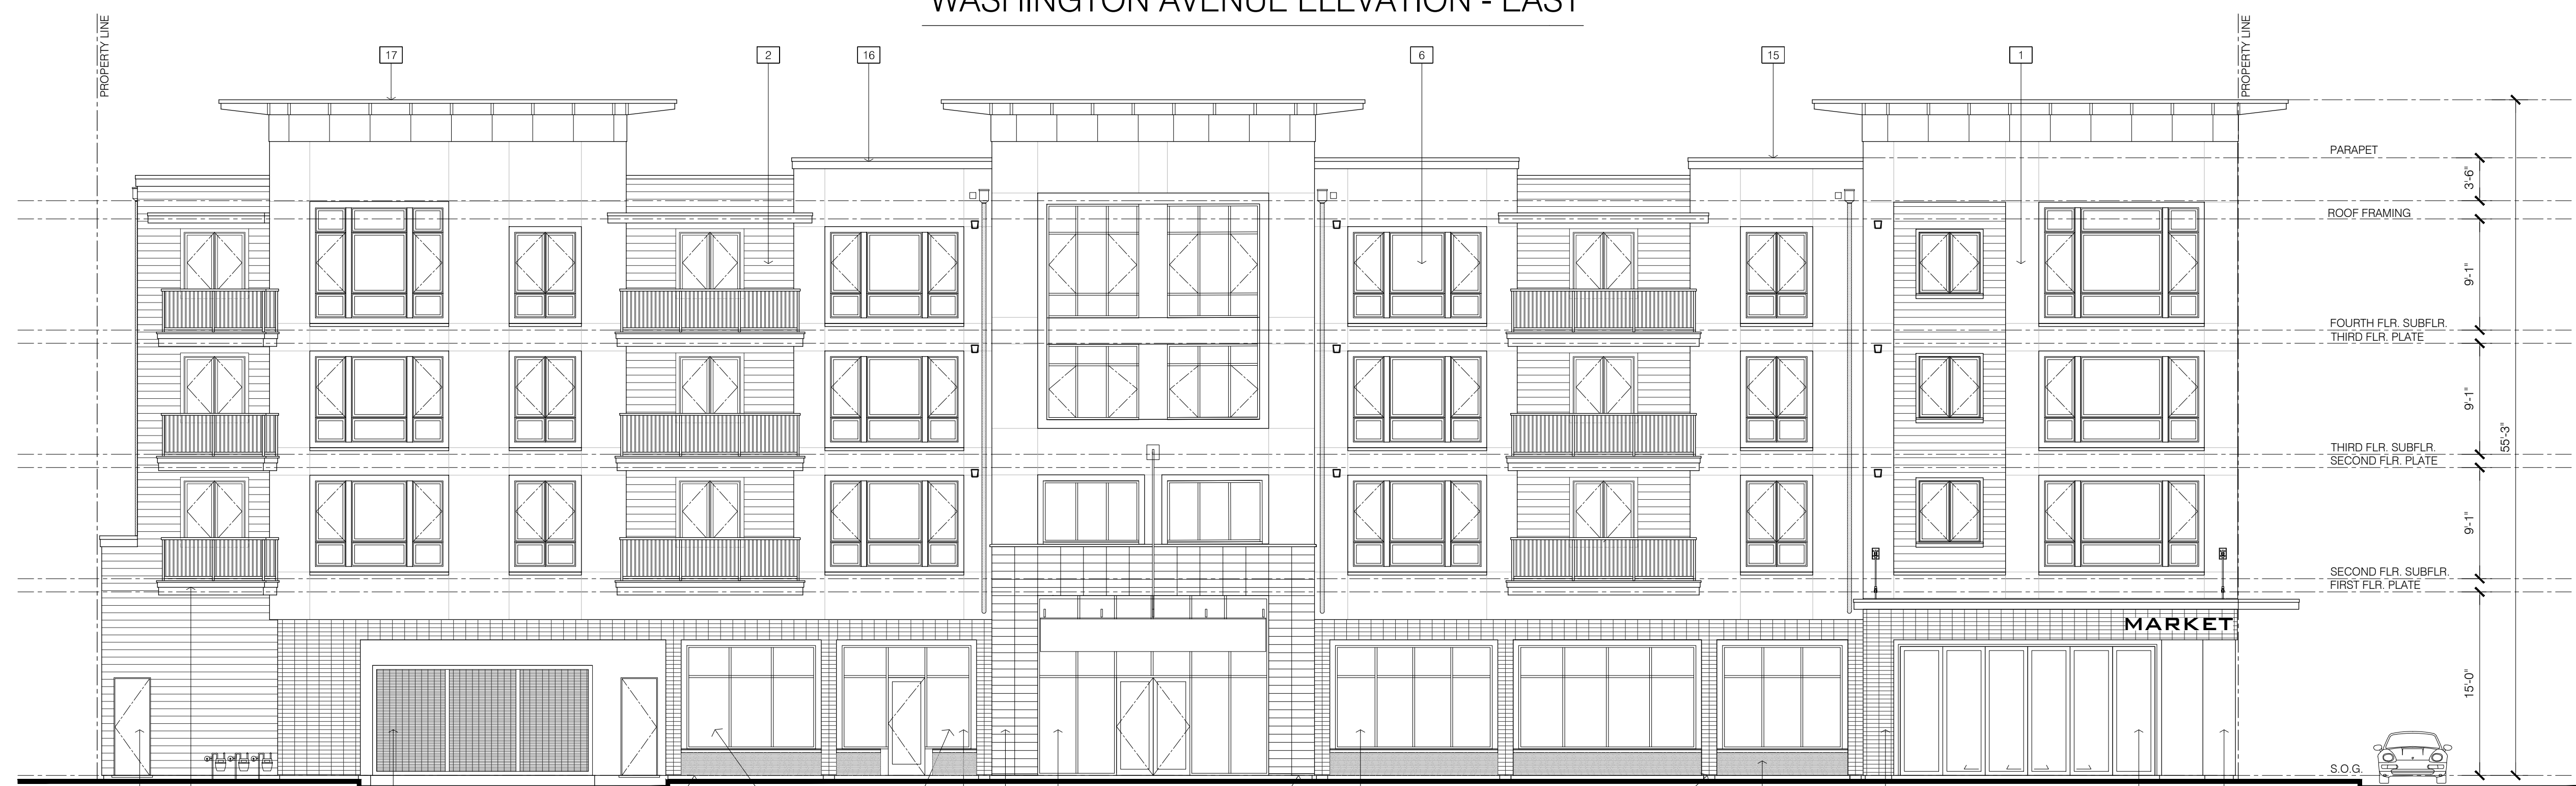 WASHINGTON AVENUE ELEVATION - EAST
PROPERTY LINE
17
2
16
6
15
1
PROPERTY LINE
PARAPET
3'-6"
ROOF FRAMING
9'-1"
FOURTH FLR. SUBFLR.
THIRD FLR. PLATE
9'-1"
55'-3"
THIRD FLR. SUBFLR.
SECOND FLR. PLATE
9'-1"
SECOND FLR. SUBFLR.
FIRST FLR. PLATE
MARKET
15'-0"
S.O.G.